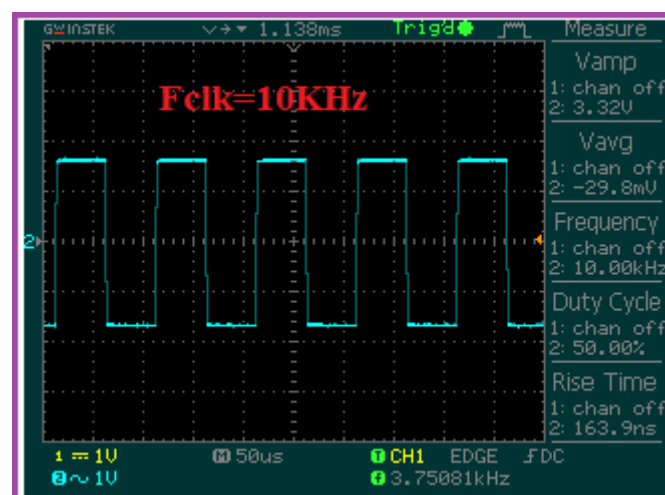 GWINSTEK 1.138ms Trig'd Measure
Fclk=10KHz
Vamp
1: chan off
2: 3.32V
Vavg
1: chan off
2: -29.8mV
Frequency
1: chan off
2: 10.00kHz
Duty Cycle
1: chan off
2: 50.00%
Rise Time
1: chan off
2: 163.9ns
2
1 1V M 50us T CH1 EDGE DC
2 1V f 3.75081kHz